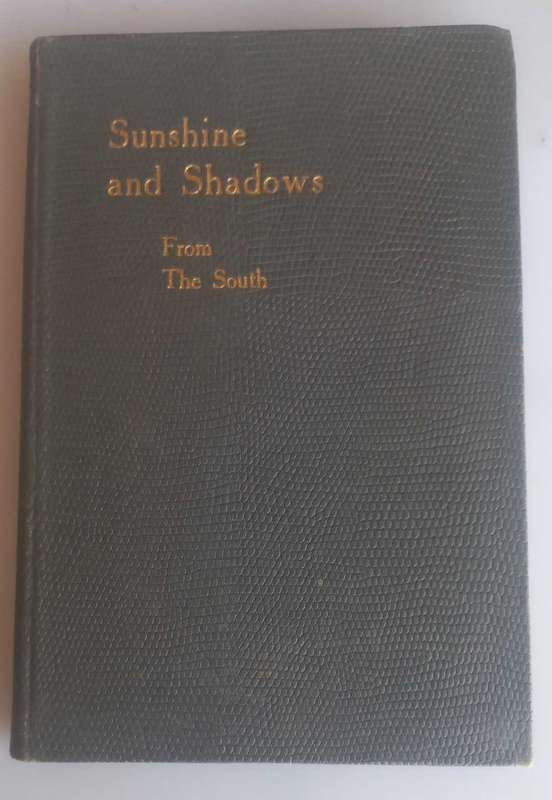 Sunshine
and Shadows
From
The South